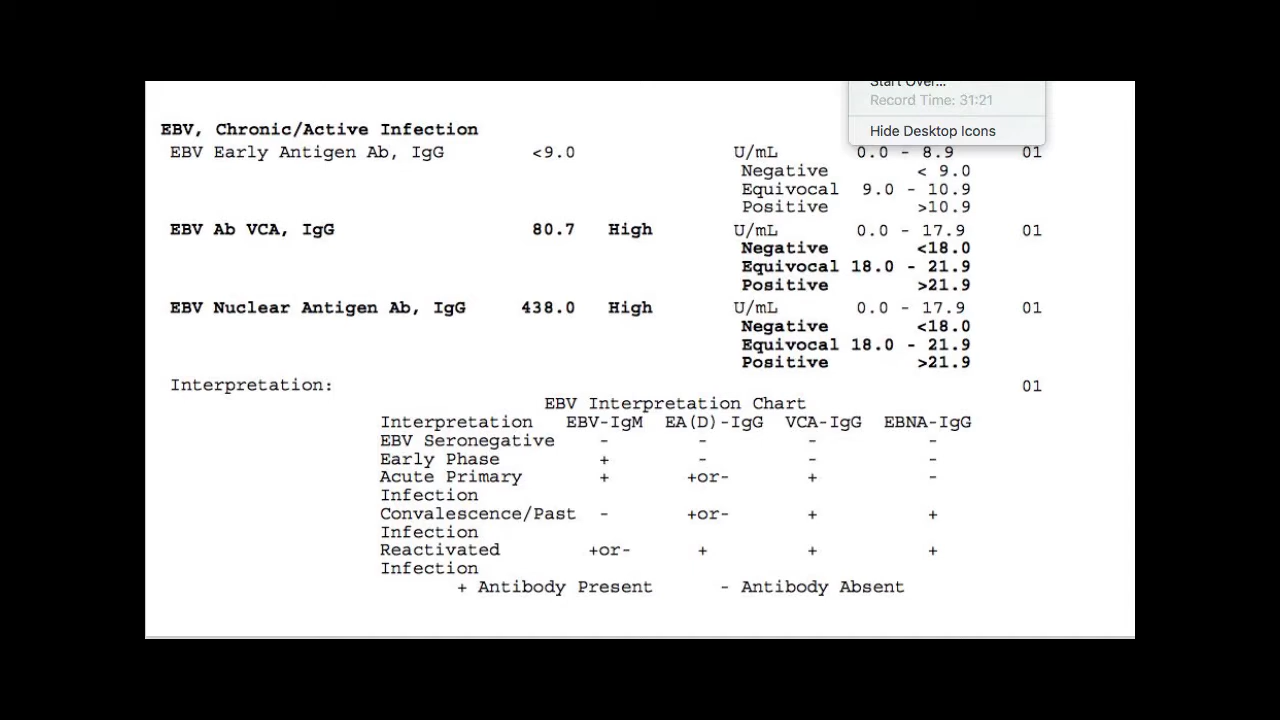 Start Over...
Record Time: 31:21
Hide Desktop Icons
EBV, Chronic/Active Infection
EBV Early Antigen Ab, IgG <9.0 U/mL 0.0 - 8.9 01
Negative < 9.0
Equivocal 9.0 - 10.9
Positive >10.9
EBV Ab VCA, IgG 80.7 High U/mL 0.0 - 17.9 01
Negative <18.0
Equivocal 18.0 - 21.9
Positive >21.9
EBV Nuclear Antigen Ab, IgG 438.0 High U/mL 0.0 - 17.9 01
Negative <18.0
Equivocal 18.0 - 21.9
Positive >21.9
Interpretation: 01
EBV Interpretation Chart
Interpretation EBV-IgM EA(D)-IgG VCA-IgG EBNA-IgG
EBV Seronegative - - - -
Early Phase + - - -
Acute Primary + +or- + -
Infection
Convalescence/Past - +or- + +
Infection
Reactivated +or- + + +
Infection
+ Antibody Present - Antibody Absent